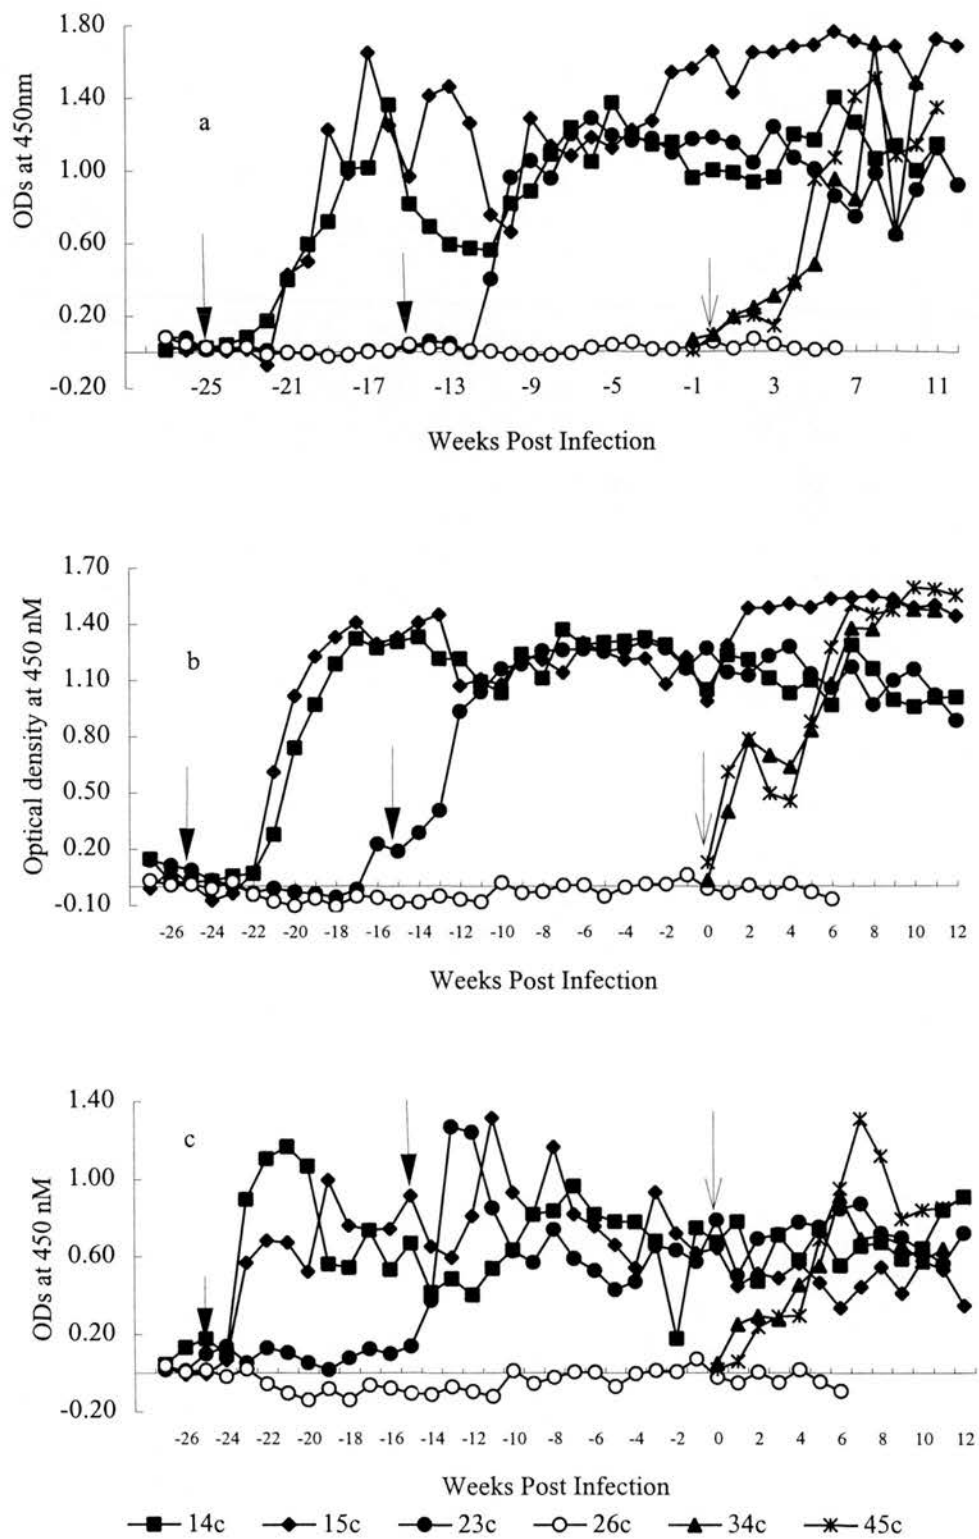 1.80
1.40
1.00
0.60
0.20
-0.20
ODs at 450nm
a
-25 -21 -17 -13 -9 -5 -1 3 7 11
Weeks Post Infection
1.70
1.40
1.10
0.80
0.50
0.20
-0.10
Optical density at 450 nM
b
-26 -24 -22 -20 -18 -16 -14 -12 -10 -8 -6 -4 -2 0 2 4 6 8 10 12
Weeks Post Infection
1.40
1.00
0.60
0.20
-0.20
ODs at 450 nM
c
-26 -24 -22 -20 -18 -16 -14 -12 -10 -8 -6 -4 -2 0 2 4 6 8 10 12
Weeks Post Infection
14c 15c 23c 26c 34c 45c